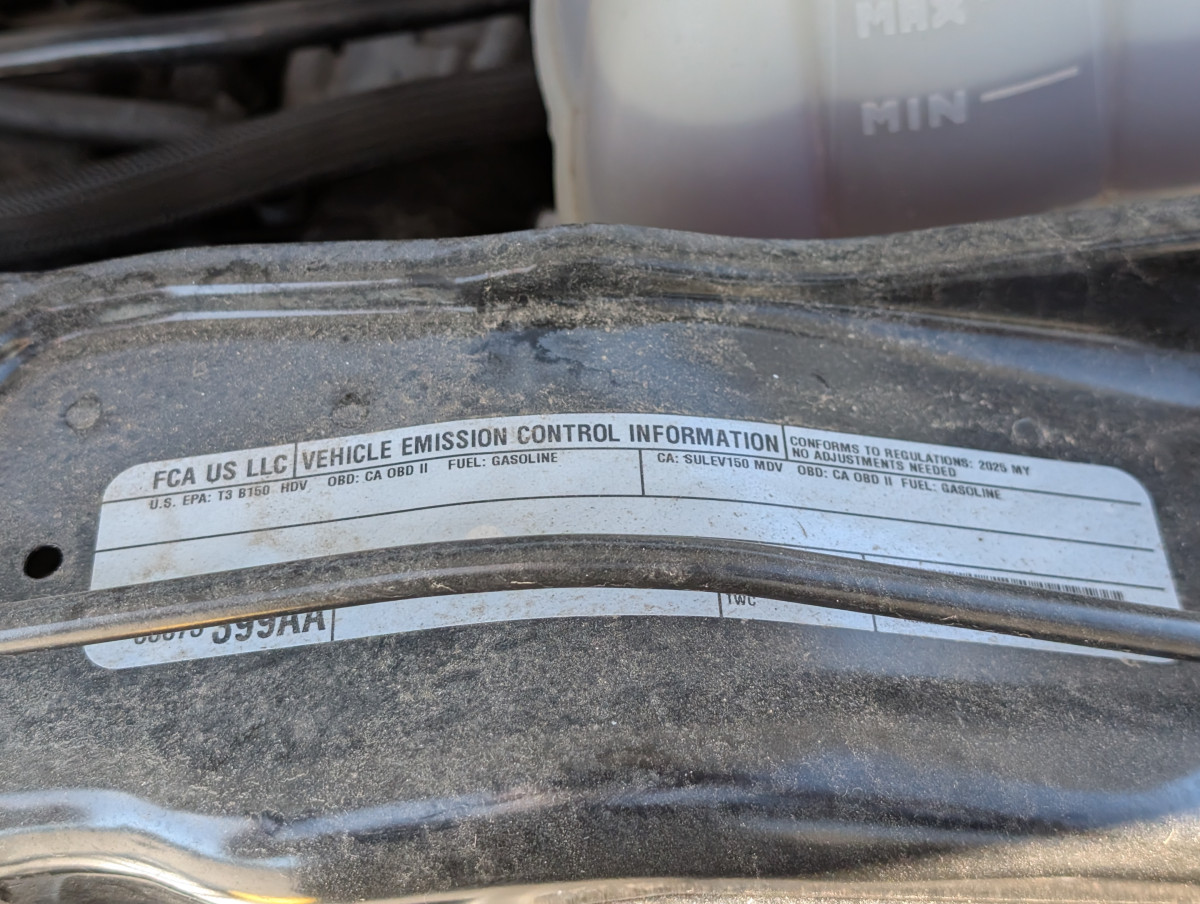 MAX
MIN
FCA US LLC
VEHICLE EMISSION CONTROL INFORMATION
CONFORMS TO REGULATIONS: 2025 MY
NO ADJUSTMENTS NEEDED
U.S. EPA: T3 B150 HDV OBD: CA OBD II FUEL: GASOLINE
CA: SULEV150 MDV OBD: CA OBD II FUEL: GASOLINE
399AA
TWC